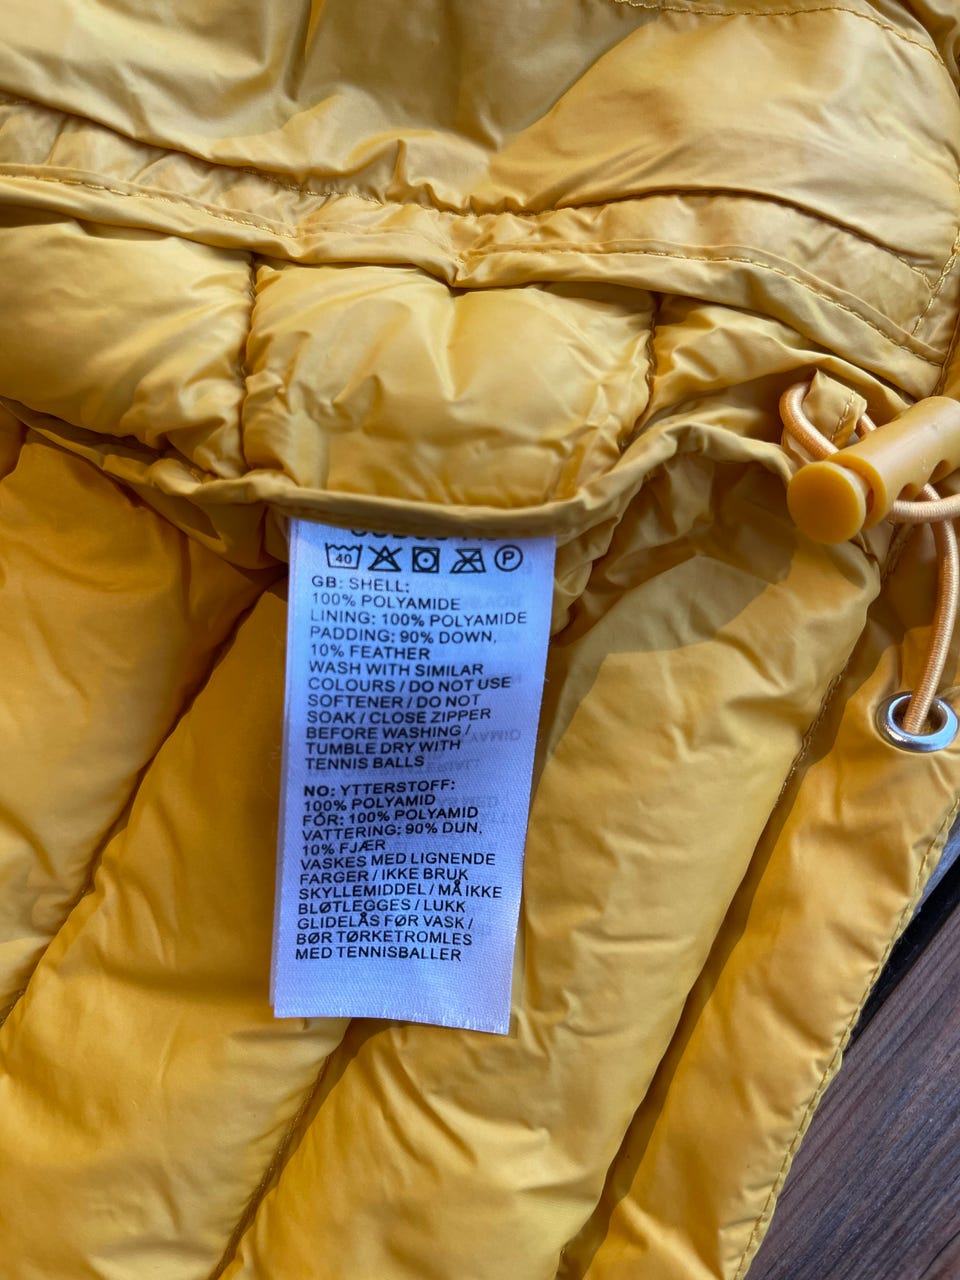 40 P
GB: SHELL:
100% POLYAMIDE
LINING: 100% POLYAMIDE
PADDING: 90% DOWN,
10% FEATHER
WASH WITH SIMILAR
COLOURS / DO NOT USE
SOFTENER / DO NOT
SOAK / CLOSE ZIPPER
BEFORE WASHING /
TUMBLE DRY WITH
TENNIS BALLS
NO: YTTERSTOFF:
100% POLYAMID
FÓR: 100% POLYAMID
VATTERING: 90% DUN,
10% FJÆR
VASKES MED LIGNENDE
FARGER / IKKE BRUK
SKYLLEMIDDEL / MÅ IKKE
BLØTLEGGES / LUKK
GLIDELÅS FØR VASK /
BØR TØRKETROMLES
MED TENNISBALLER